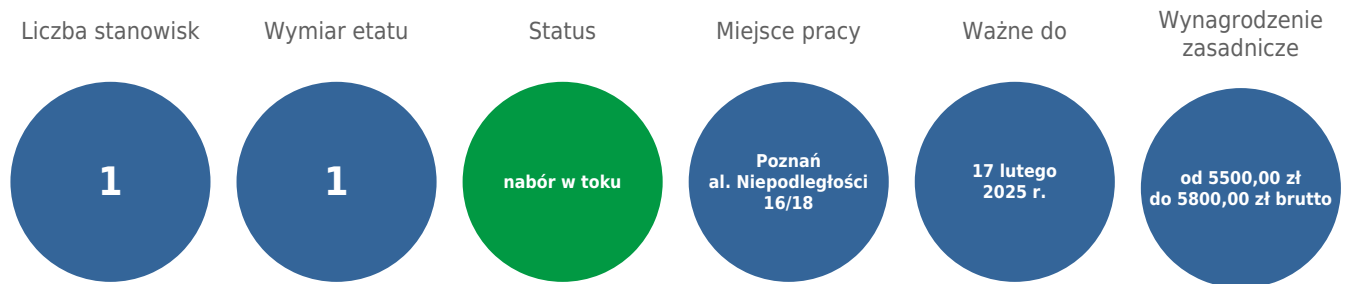 Liczba stanowisk
1
Wymiar etatu
1
Status
nabór w toku
Miejsce pracy
Poznań
al. Niepodległości
16/18
Ważne do
17 lutego
2025 r.
Wynagrodzenie
zasadnicze
od 5500,00 zł
do 5800,00 zł brutto